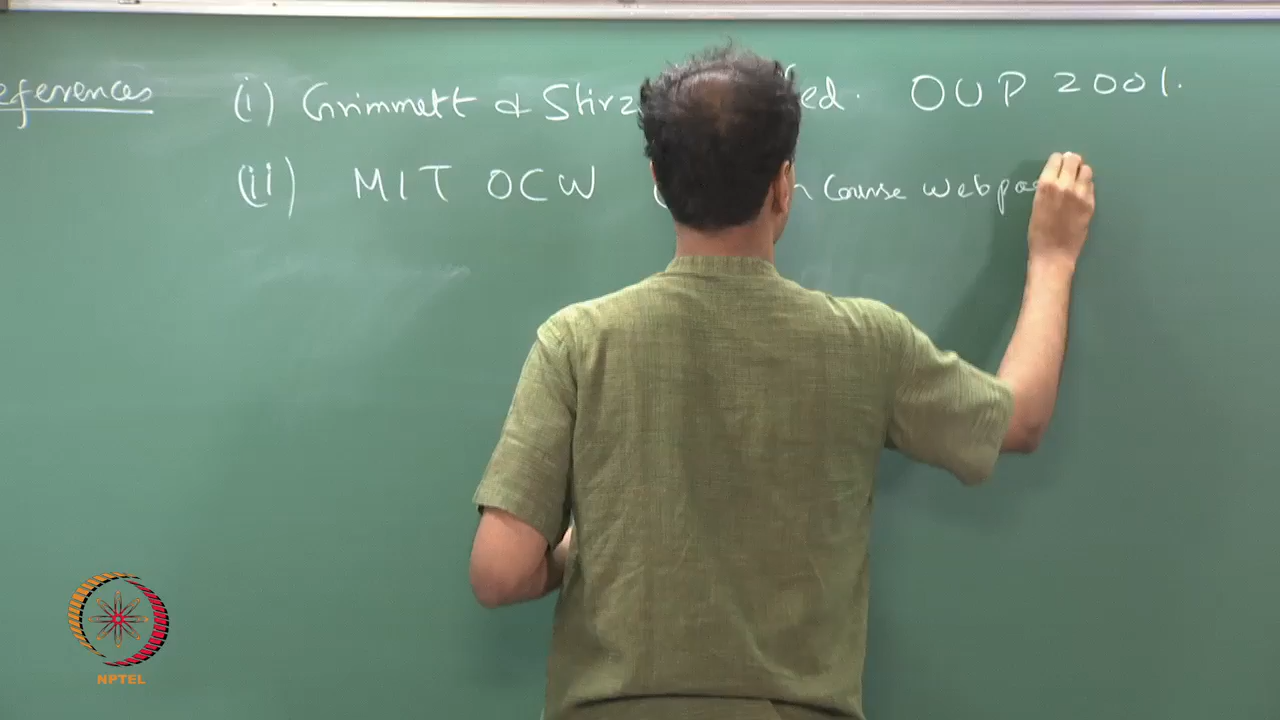 eferences (i) Grimmett & Stirz ed. OUP 2001.
(ii) MIT OCW ( n Course webpa
NPTEL